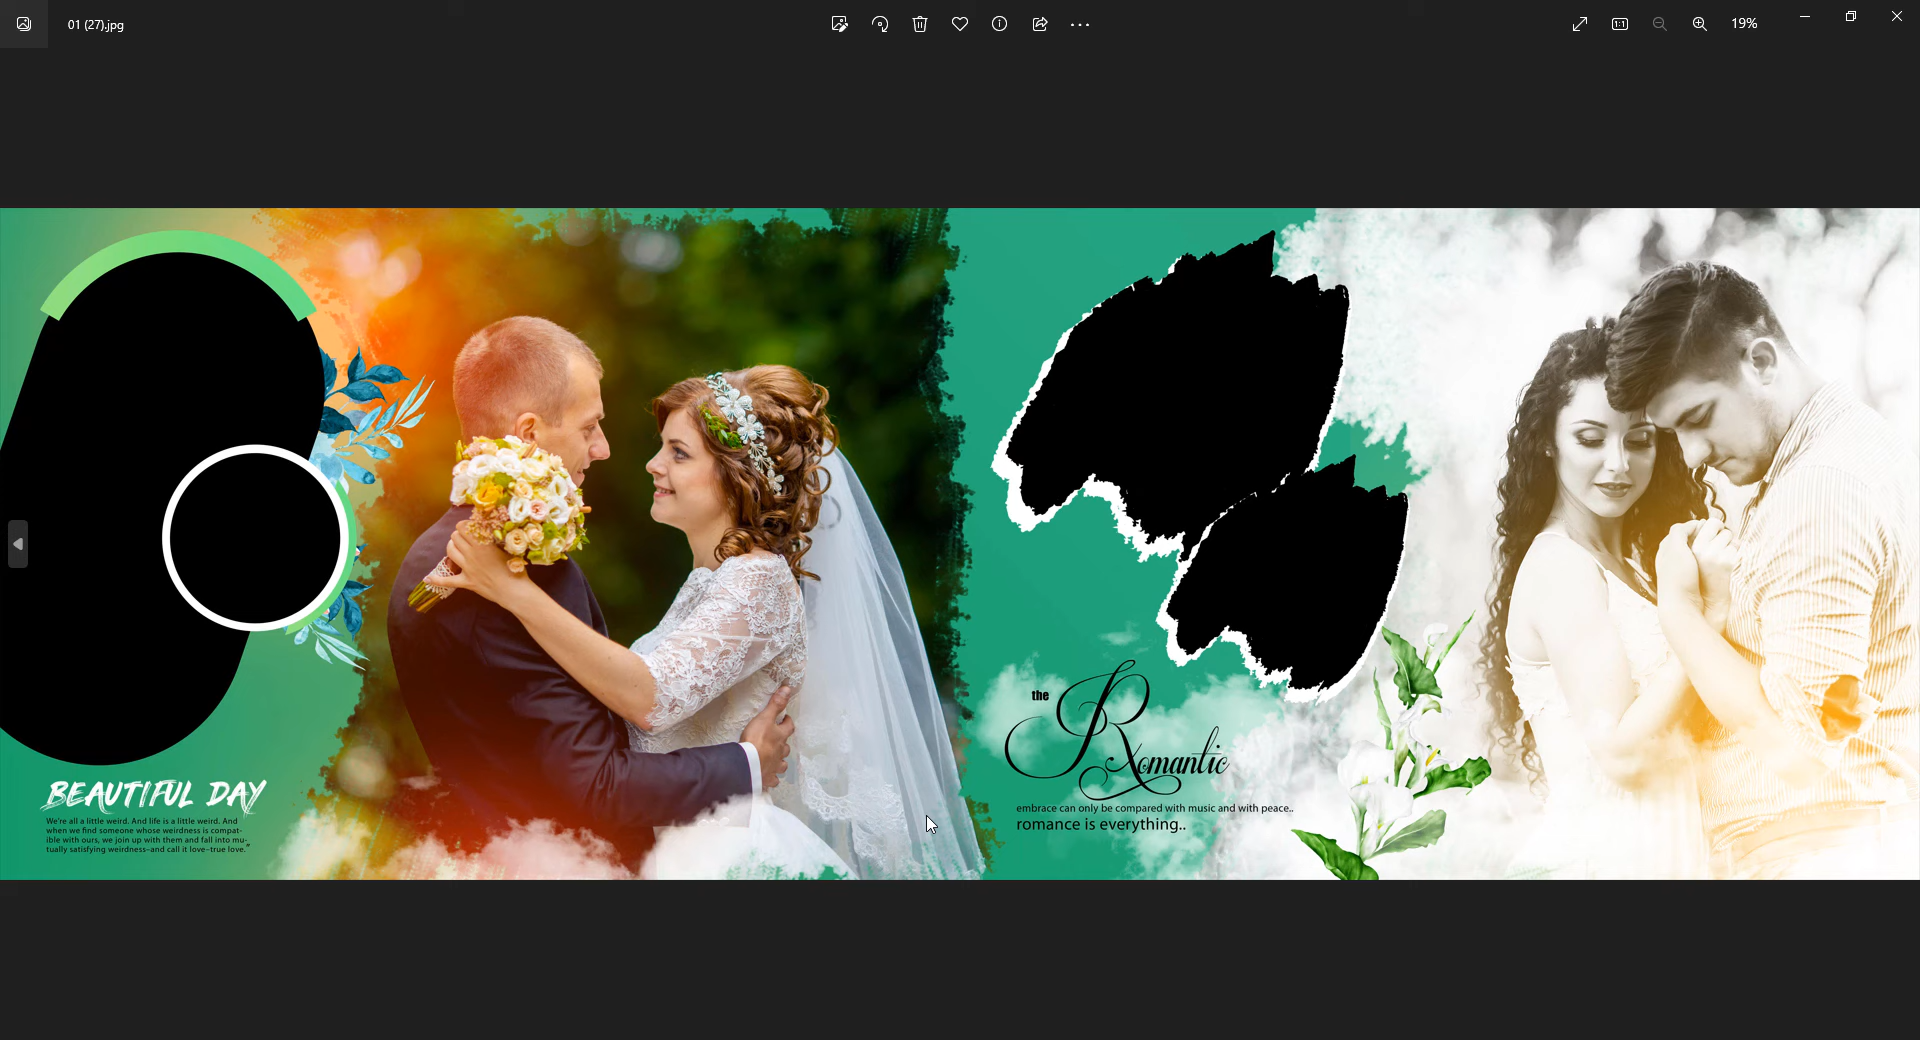 01 (27).jpg
19%
BEAUTIFUL DAY
We're all a little weird. And life is a little weird. And
when we find someone whose weirdness is compat-
ible with ours, we join up with them and fall into mu-
tually satisfying weirdness–and call it love–true love."
the
Romantic
embrace can only be compared with music and with peace..
romance is everything..